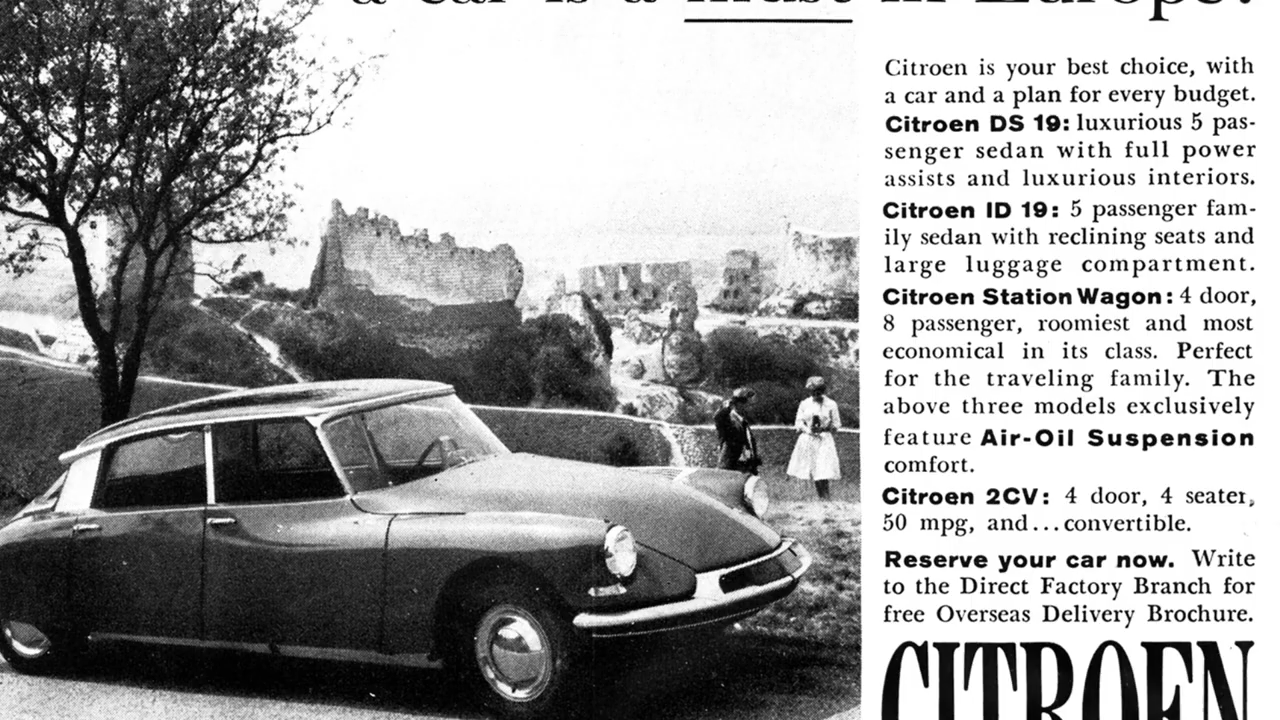 a car is a must in Europe!
Citroen is your best choice, with
a car and a plan for every budget.
Citroen DS 19: luxurious 5 pas-
senger sedan with full power
assists and luxurious interiors.
Citroen ID 19: 5 passenger fam-
ily sedan with reclining seats and
large luggage compartment.
Citroen Station Wagon: 4 door,
8 passenger, roomiest and most
economical in its class. Perfect
for the traveling family. The
above three models exclusively
feature Air-Oil Suspension
comfort.
Citroen 2CV: 4 door, 4 seater,
50 mpg, and...convertible.
Reserve your car now. Write
to the Direct Factory Branch for
free Overseas Delivery Brochure.
CITROEN